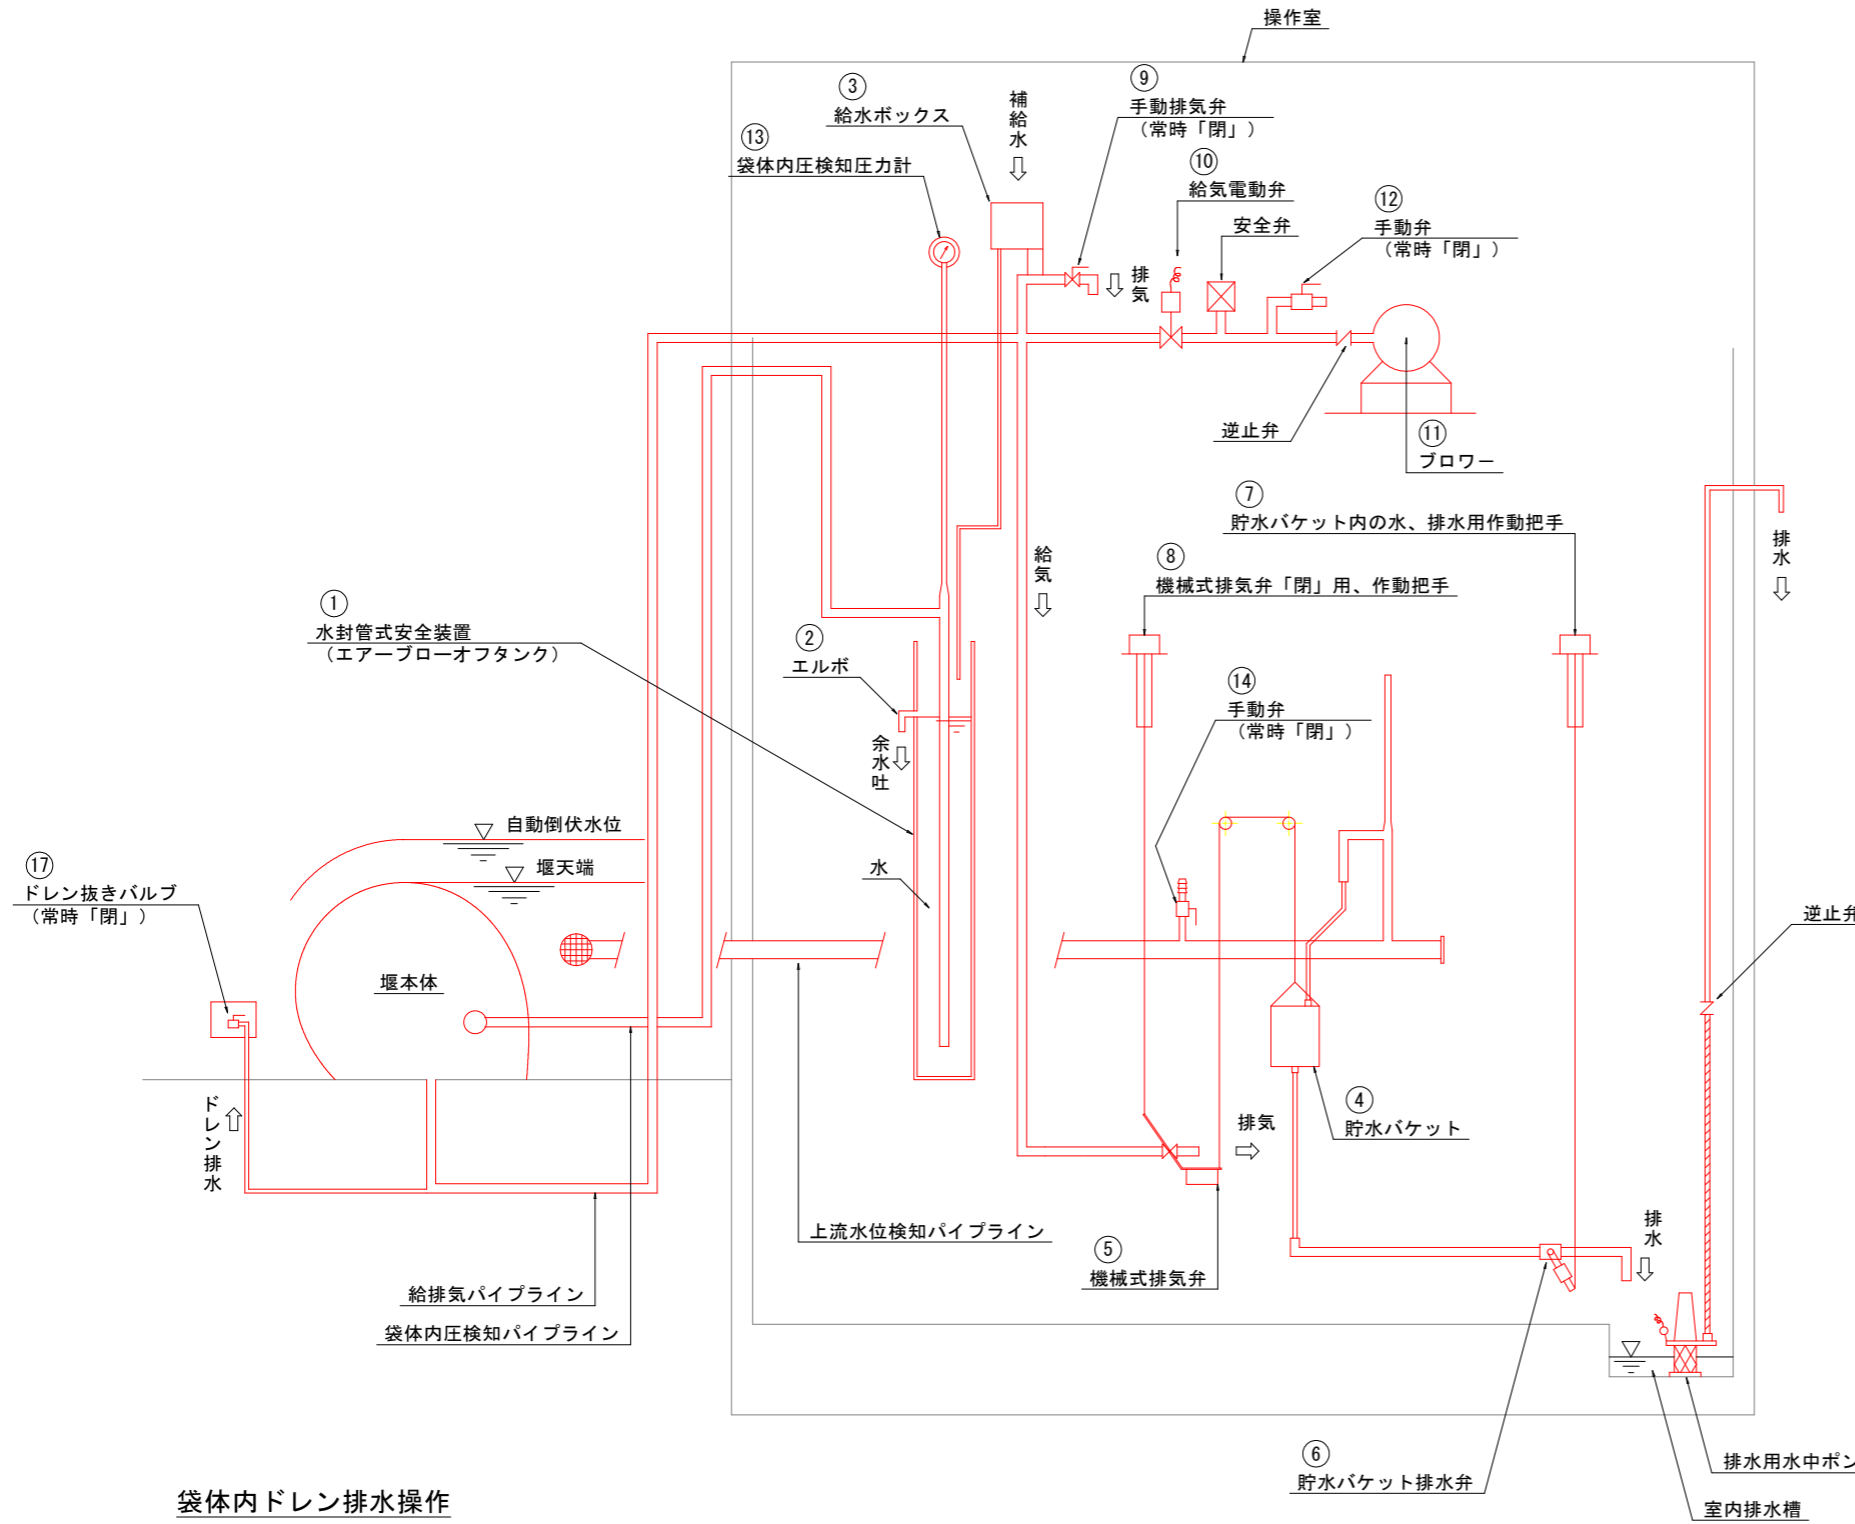 操作室
③
給水ボックス
補給水
⑨
手動排気弁
（常時「閉」）
⑬
袋体内圧検知圧力計
⑩
給気電動弁
安全弁
⑫
手動弁
（常時「閉」）
排気
逆止弁
⑪
ブロワー
⑦
貯水バケット内の水、排水用作動把手
排水
給気
⑧
機械式排気弁「閉」用、作動把手
①
水封管式安全装置
（エアーブローオフタンク）
②
エルボ
余水吐
⑭
手動弁
（常時「閉」）
自動倒伏水位
堰天端
水
⑰
ドレン抜きバルブ
（常時「閉」）
逆止弁
堰本体
ドレン排水
排気
④
貯水バケット
上流水位検知パイプライン
⑤
機械式排気弁
排水
給排気パイプライン
袋体内圧検知パイプライン
⑥
貯水バケット排水弁
排水用水中ポン
室内排水槽
袋体内ドレン排水操作